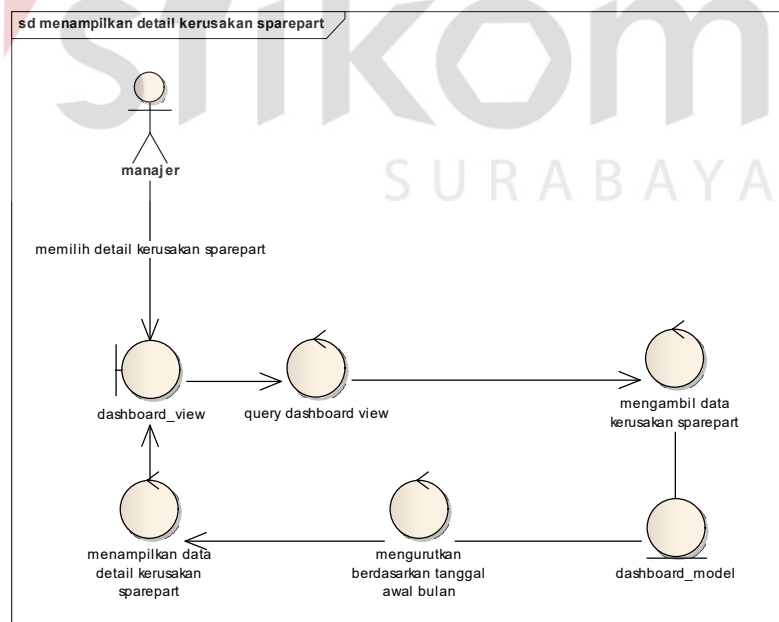 sd menampilkan detail kerusakan sparepart
stikom
SURABAYA
manajer
memilih detail kerusakan sparepart
dashboard_view
query dashboard view
mengambil data
kerusakan sparepart
menampilkan data
detail kerusakan
sparepart
mengurutkan
berdasarkan tanggal
awal bulan
dashboard_model